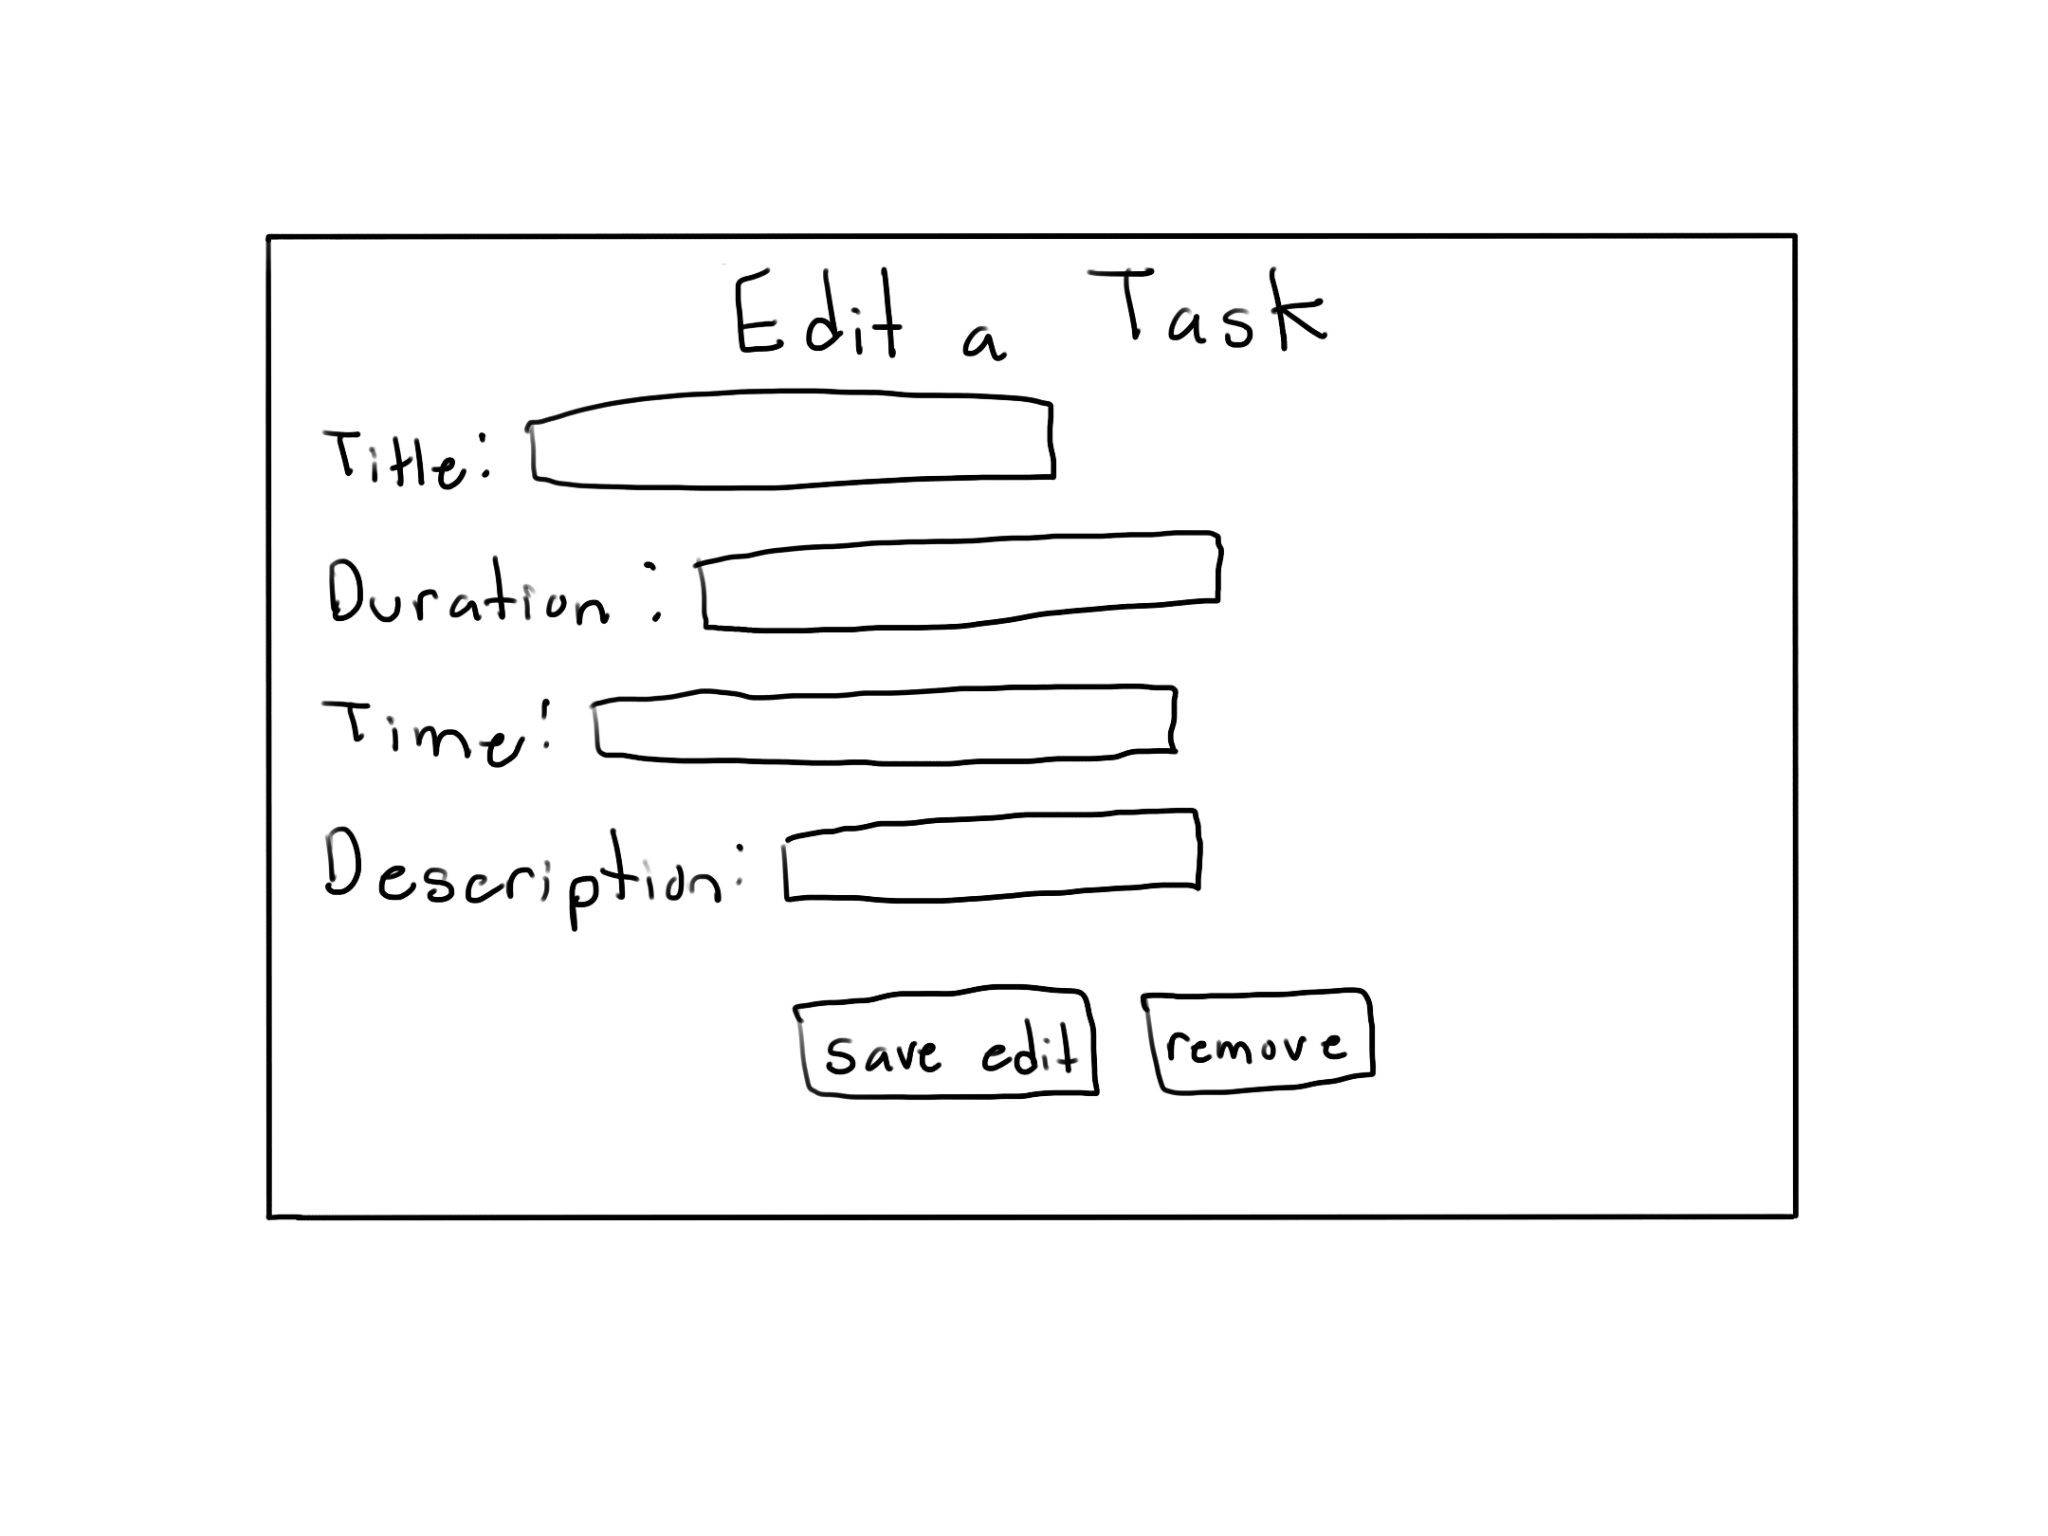 Edit a Task
Title:
Duration:
Time:
Description:
save edit
remove